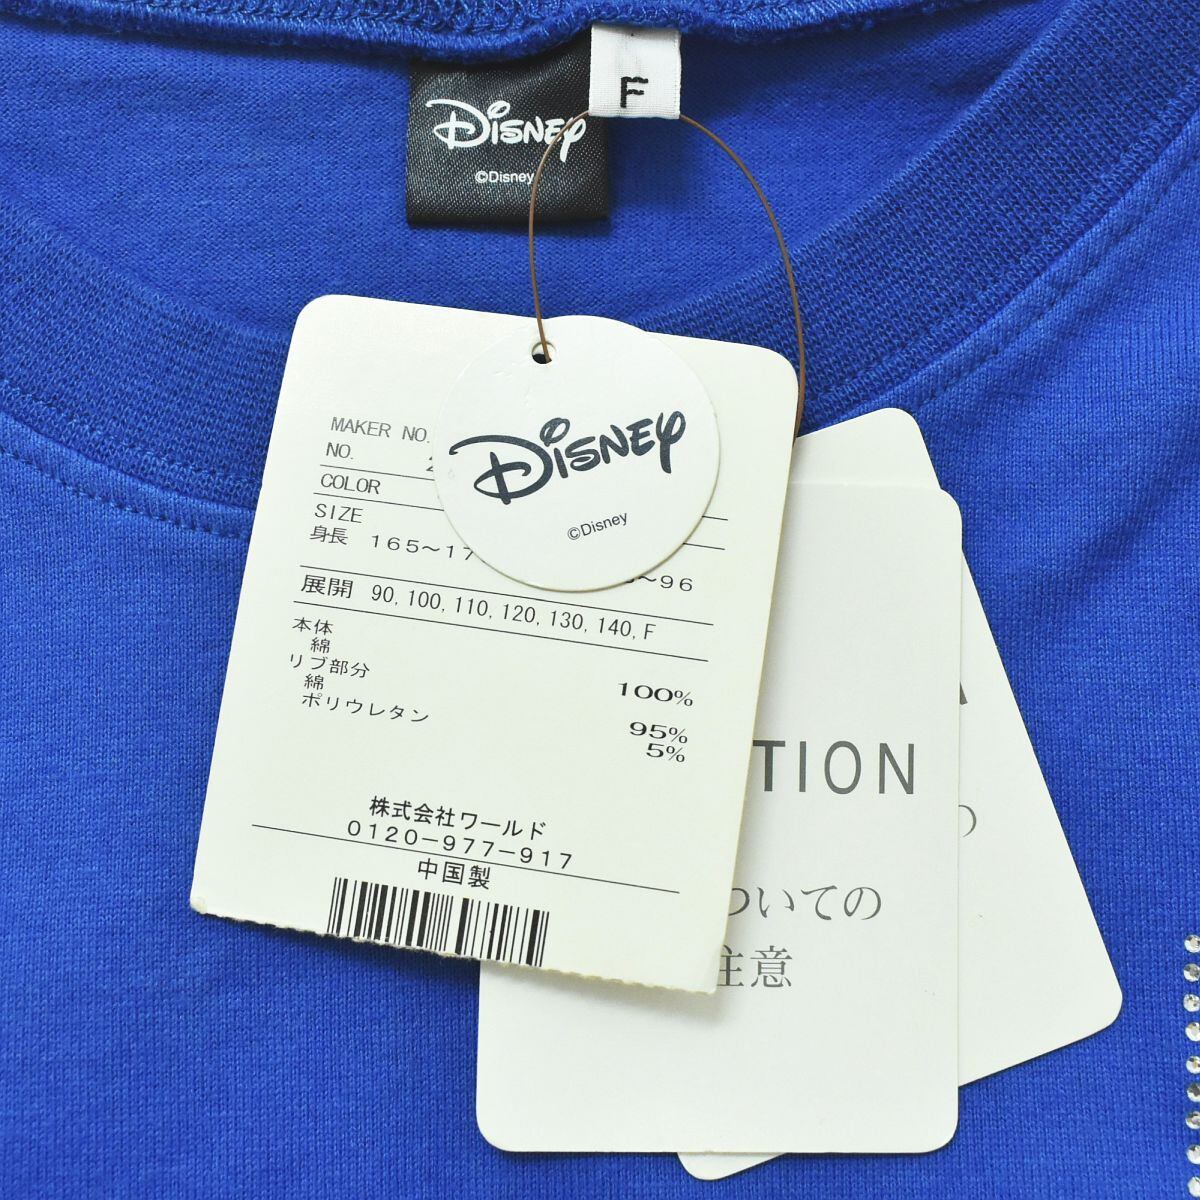 DISNEY
©Disney
F
MAKER NO.
NO.
COLOR
SIZE
身長 165~17
~96
展開 90,100,110,120,130,140,F
本体
綿 100%
リブ部分
綿 95%
ポリウレタン 5%
株式会社ワールド
0120-977-917
中国製
DISNEY
©Disney
TION
ついての
注意
の